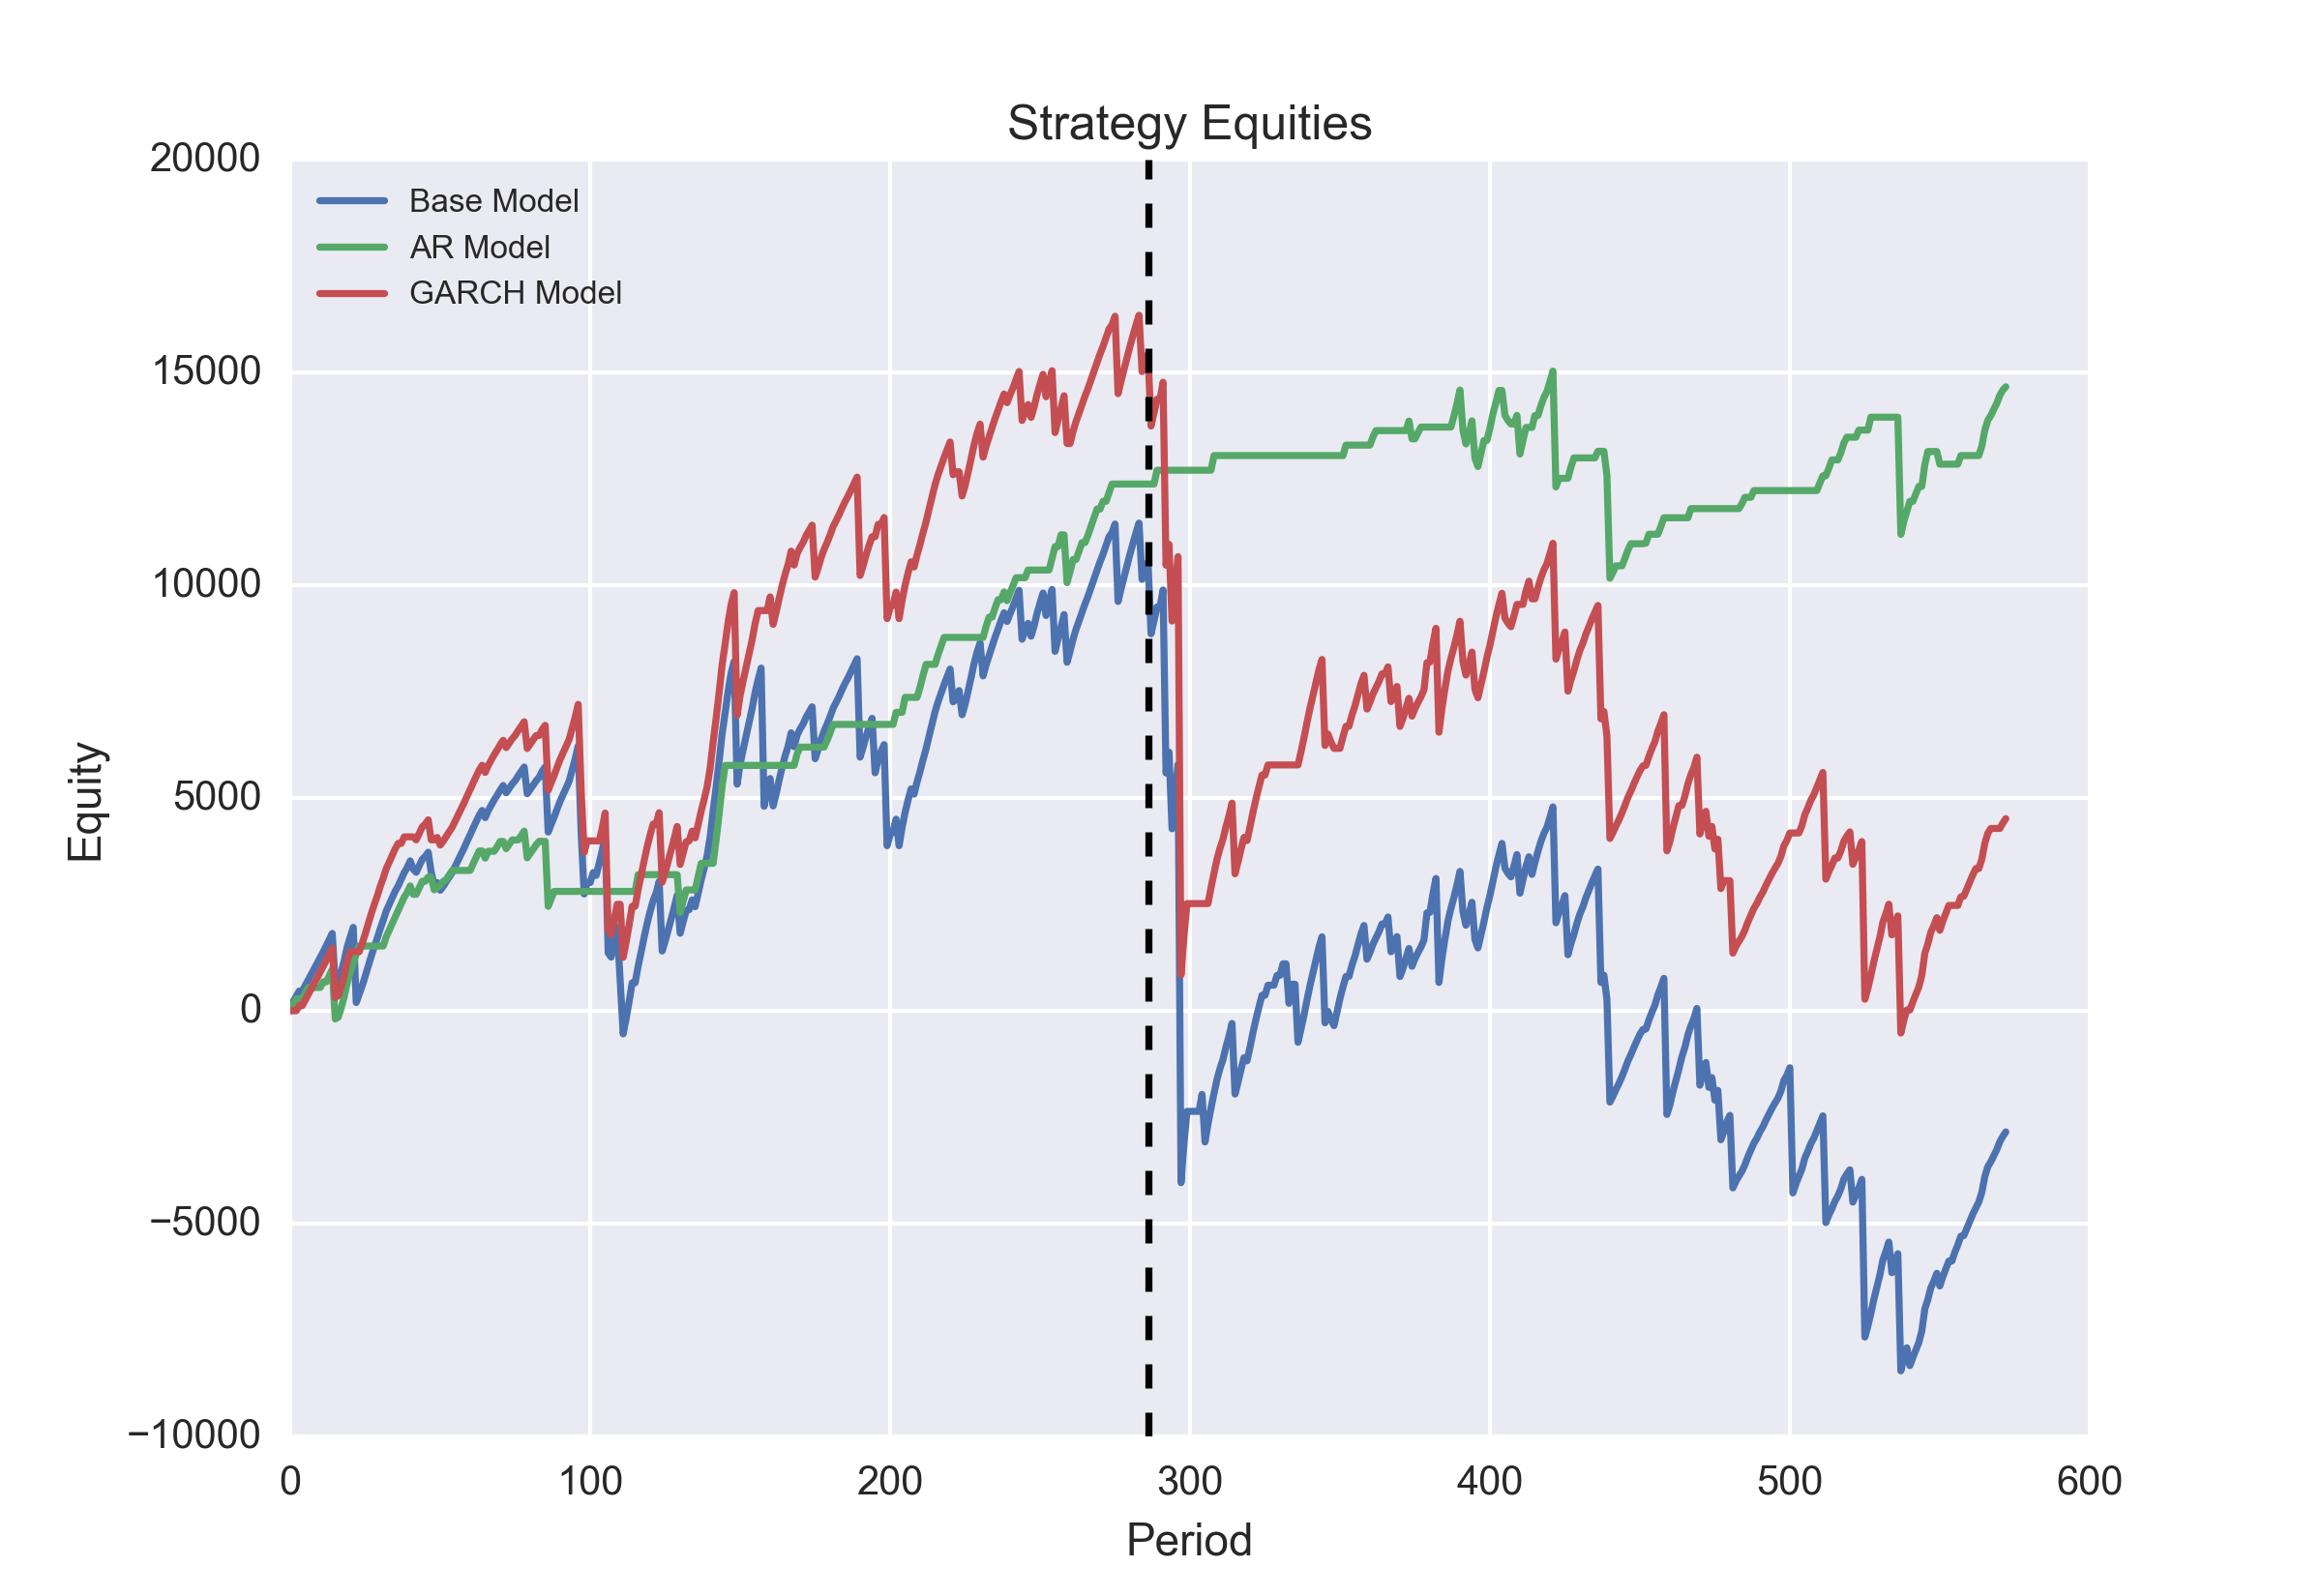 Strategy Equities
20000
15000
10000
5000
0
−5000
−10000
Equity
Base Model
AR Model
GARCH Model
0 100 200 300 400 500 600
Period